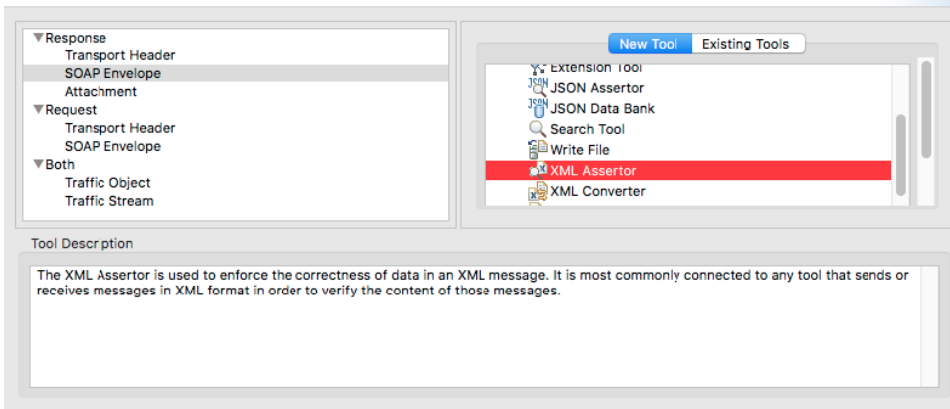 Response
Transport Header
SOAP Envelope
Attachment
Request
Transport Header
SOAP Envelope
Both
Traffic Object
Traffic Stream
New Tool Existing Tools
Extension Tool
JSON Assertor
JSON Data Bank
Search Tool
Write File
XML Assertor
XML Converter
Tool Description
The XML Assertor is used to enforce the correctness of data in an XML message. It is most commonly connected to any tool that sends or
receives messages in XML format in order to verify the content of those messages.